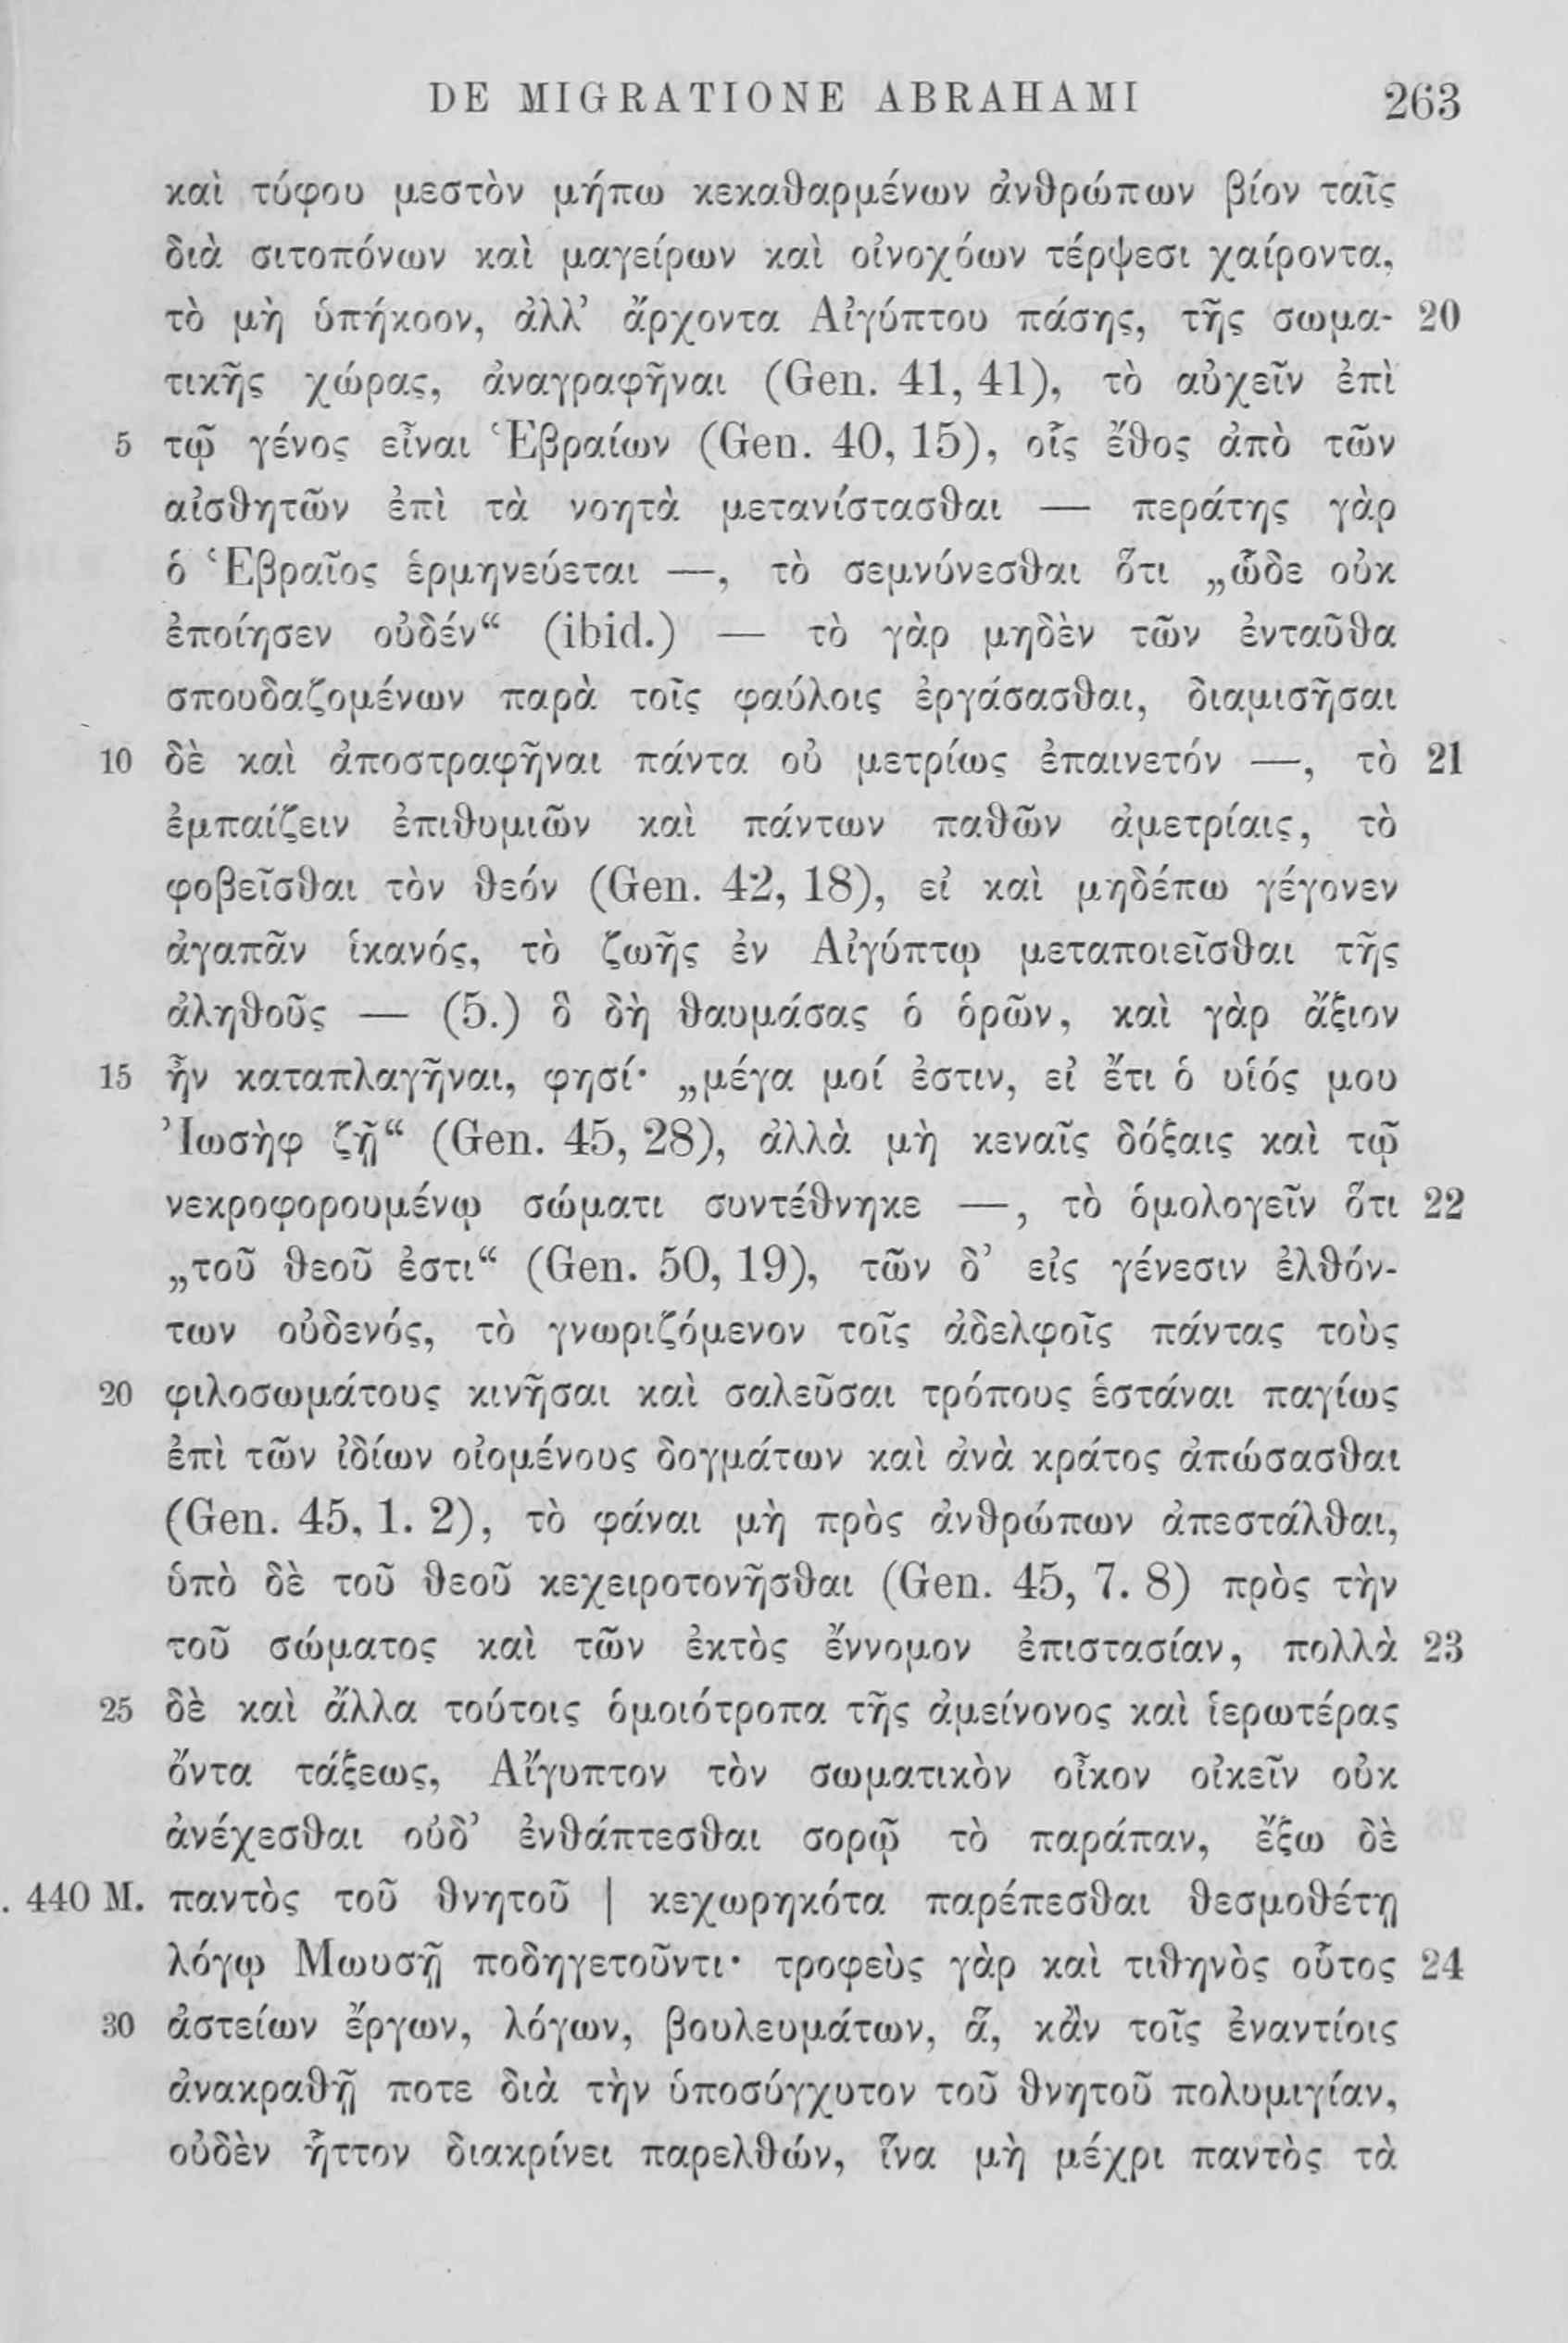 DE MIGRATIONE ABRAHAMI 263
καὶ τύφου μεστὸν μήπω κεκαθαρμένων ἀνθρώπων βίον ταῖς
διὰ σιτοπόνων καὶ μαγείρων καὶ οἰνοχόων τέρψεσι χαίροντα,
τὸ μὴ ὑπήκοον, ἀλλ’ ἄρχοντα Αἰγύπτου πάσης, τῆς σωμα- 20
τικῆς χώρας, ἀναγραφῆναι (Gen. 41, 41), τὸ αὐχεῖν ἐπὶ
5 τῷ γένος εἶναι Ἑβραίων (Gen. 40, 15), οἷς ἔθος ἀπὸ τῶν
αἰσθητῶν ἐπὶ τὰ νοητὰ μετανίστασθαι — περάτης γὰρ
ὁ Ἑβραῖος ἑρμηνεύεται —, τὸ σεμνύνεσθαι ὅτι „ὧδε οὐκ
ἐποίησεν οὐδέν“ (ibid.) — τὸ γὰρ μηδὲν τῶν ἐνταῦθα
σπουδαζομένων παρὰ τοῖς φαύλοις ἐργάσασθαι, διαμισῆσαι
10 δὲ καὶ ἀποστραφῆναι πάντα οὐ μετρίως ἐπαινετόν —, τὸ 21
ἐμπαίζειν ἐπιθυμιῶν καὶ πάντων παθῶν ἀμετρίαις, τὸ
φοβεῖσθαι τὸν θεόν (Gen. 42, 18), εἰ καὶ μηδέπω γέγονεν
ἀγαπᾶν ἱκανός, τὸ ζωῆς ἐν Αἰγύπτῳ μεταποιεῖσθαι τῆς
ἀληθοῦς — (5.) ὃ δὴ θαυμάσας ὁ ὁρῶν, καὶ γὰρ ἄξιον
15 ἦν καταπλαγῆναι, φησί· „μέγα μοί ἐστιν, εἰ ἔτι ὁ υἱός μου
Ἰωσὴφ ζῇ“ (Gen. 45, 28), ἀλλὰ μὴ κεναῖς δόξαις καὶ τῷ
νεκροφορουμένῳ σώματι συντέθνηκε —, τὸ ὁμολογεῖν ὅτι 22
„τοῦ θεοῦ ἐστι“ (Gen. 50, 19), τῶν δ’ εἰς γένεσιν ἐλθόν-
των οὐδενός, τὸ γνωριζόμενον τοῖς ἀδελφοῖς πάντας τοὺς
20 φιλοσωμάτους κινῆσαι καὶ σαλεῦσαι τρόπους ἑστάναι παγίως
ἐπὶ τῶν ἰδίων οἰομένους δογμάτων καὶ ἀνὰ κράτος ἀπώσασθαι
(Gen. 45, 1. 2), τὸ φάναι μὴ πρὸς ἀνθρώπων ἀπεστάλθαι,
ὑπὸ δὲ τοῦ θεοῦ κεχειροτονῆσθαι (Gen. 45, 7. 8) πρὸς τὴν
τοῦ σώματος καὶ τῶν ἐκτὸς ἔννομον ἐπιστασίαν, πολλὰ 23
25 δὲ καὶ ἄλλα τούτοις ὁμοιότροπα τῆς ἀμείνονος καὶ ἱερωτέρας
ὄντα τάξεως, Αἴγυπτον τὸν σωματικὸν οἶκον οἰκεῖν οὐκ
ἀνέχεσθαι οὐδ’ ἐνθάπτεσθαι σορῷ τὸ παράπαν, ἔξω δὲ
. 440 M. παντὸς τοῦ θνητοῦ | κεχωρηκότα παρέπεσθαι θεσμοθέτῃ
λόγῳ Μωυσῇ ποδηγετοῦντι· τροφεὺς γὰρ καὶ τιθηνὸς οὗτος 24
30 ἀστείων ἔργων, λόγων, βουλευμάτων, ἅ, κἂν τοῖς ἐναντίοις
ἀνακραθῇ ποτε διὰ τὴν ὑποσύγχυτον τοῦ θνητοῦ πολυμιγίαν,
οὐδὲν ἧττον διακρίνει παρελθών, ἵνα μὴ μέχρι παντὸς τὰ